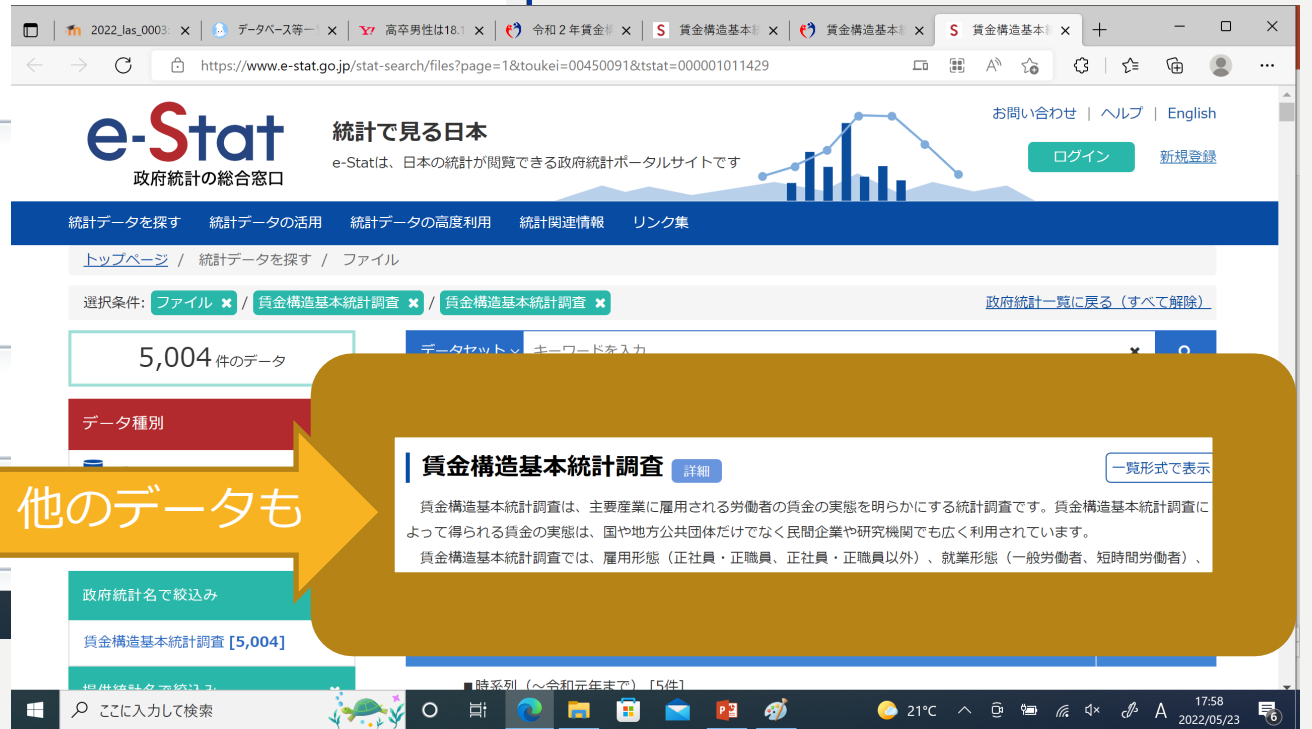 2022_las_0003:
データベース等一
高卒男性は18.1
令和２年賃金
賃金構造基本
賃金構造基本
賃金構造基本
https://www.e-stat.go.jp/stat-search/files?page=1&toukei=00450091&tstat=000001011429
e-Stat
政府統計の総合窓口
統計で見る日本
e-Statは、日本の統計が閲覧できる政府統計ポータルサイトです
お問い合わせ | ヘルプ | English
ログイン 新規登録
統計データを探す 統計データの活用 統計データの高度利用 統計関連情報 リンク集
トップページ / 統計データを探す / ファイル
選択条件: ファイル / 賃金構造基本統計調査 / 賃金構造基本統計調査
政府統計一覧に戻る（すべて解除）
5,004 件のデータ
データセット キーワードを入力
データ種別
他のデータも
賃金構造基本統計調査 詳細
一覧形式で表示
賃金構造基本統計調査は、主要産業に雇用される労働者の賃金の実態を明らかにする統計調査です。賃金構造基本統計調査に
よって得られる賃金の実態は、国や地方公共団体だけでなく民間企業や研究機関でも広く利用されています。
賃金構造基本統計調査では、雇用形態（正社員・正職員、正社員・正職員以外）、就業形態（一般労働者、短時間労働者）、
政府統計名で絞込み
賃金構造基本統計調査 [5,004]
提供統計名で絞込み
■時系列（～令和元年まで） [5件]
ここに入力して検索
21°C
A
17:58
2022/05/23
6